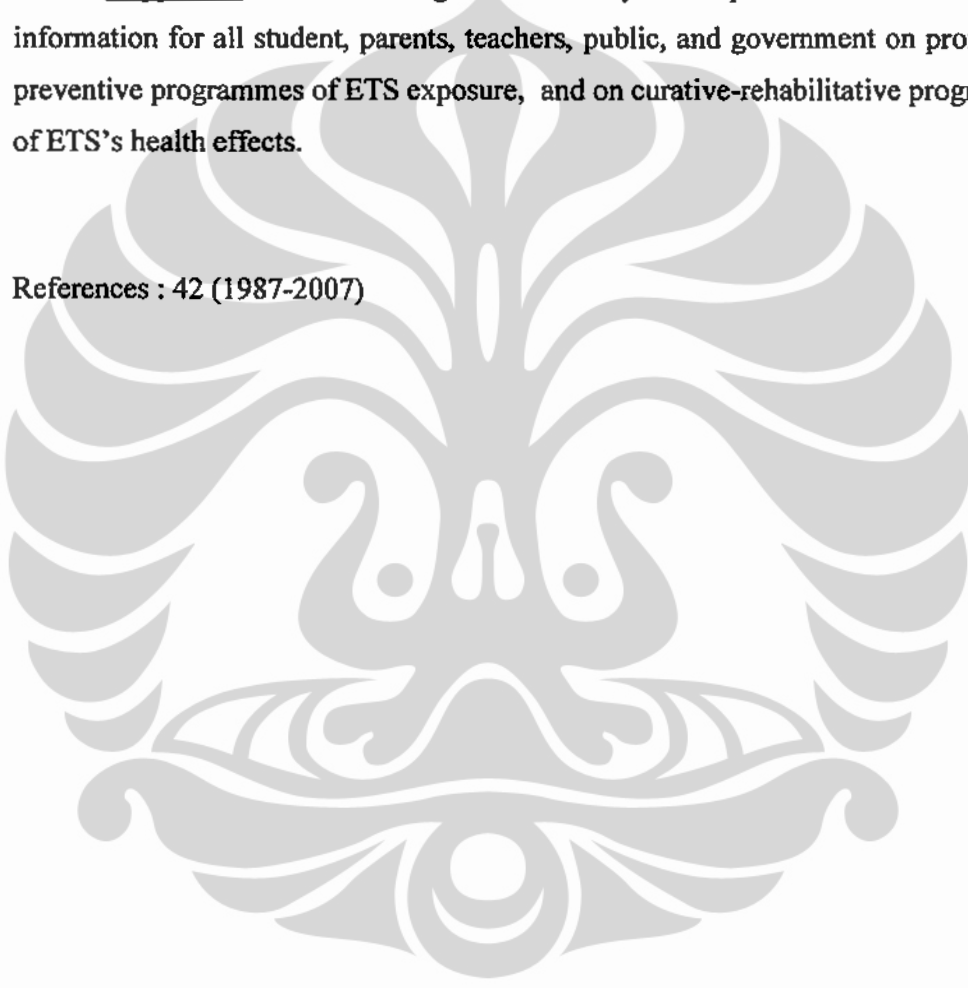 information for all student, parents, teachers, public, and government on pro
preventive programmes of ETS exposure, and on curative-rehabilitative prog
of ETS's health effects.
References : 42 (1987-2007)